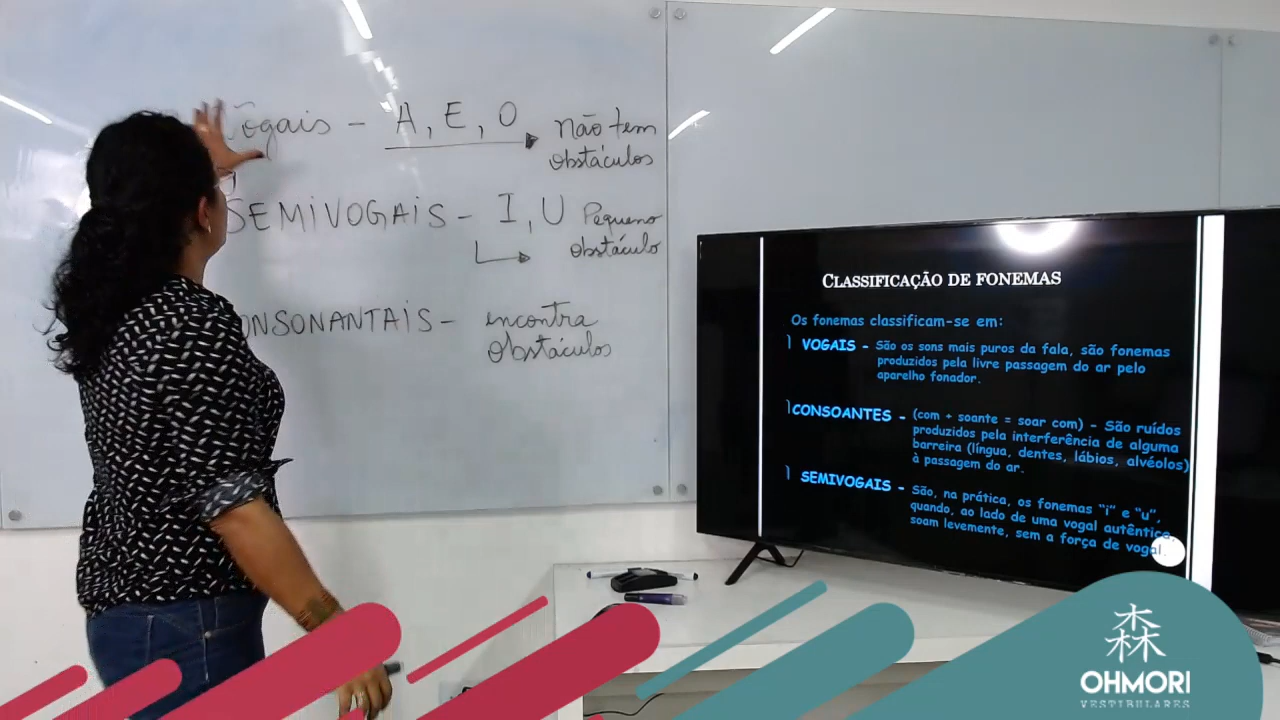 Vogais - A, E, O não tem
obstáculos
SEMIVOGAIS - I, U Pequeno
obstáculo
ONSONANTAIS - encontra
obstáculos
CLASSIFICAÇÃO DE FONEMAS
Os fonemas classificam-se em:
VOGAIS - São os sons mais puros da fala, são fonemas
produzidos pela livre passagem do ar pelo
aparelho fonador.
CONSOANTES - (com + soante = soar com) - São ruídos
produzidos pela interferência de alguma
barreira (língua, dentes, lábios, alvéolos)
à passagem do ar.
SEMIVOGAIS - São, na prática, os fonemas "i" e "u",
quando, ao lado de uma vogal autêntica,
soam levemente, sem a força de vogal.
森
OHMORI
VESTIBULARES